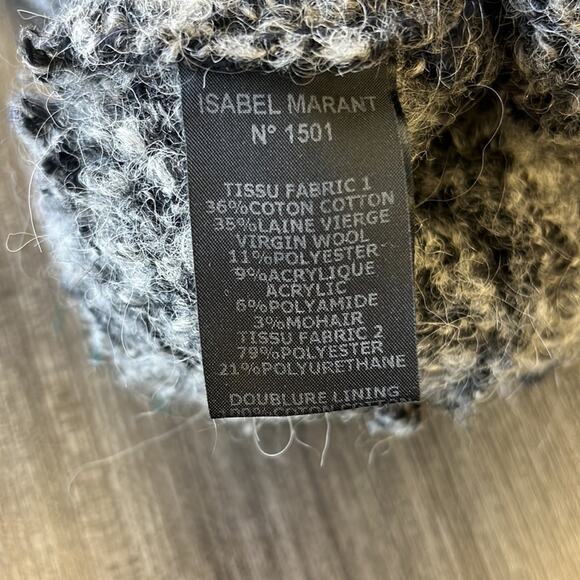 ISABEL MARANT
N° 1501
TISSU FABRIC 1
36%COTON COTTON
35%LAINE VIERGE
VIRGIN WOOL
11%POLYESTER
9%ACRYLIQUE
ACRYLIC
6%POLYAMIDE
3%MOHAIR
TISSU FABRIC 2
79%POLYESTER
21%POLYURETHANE
DOUBLURE LINING